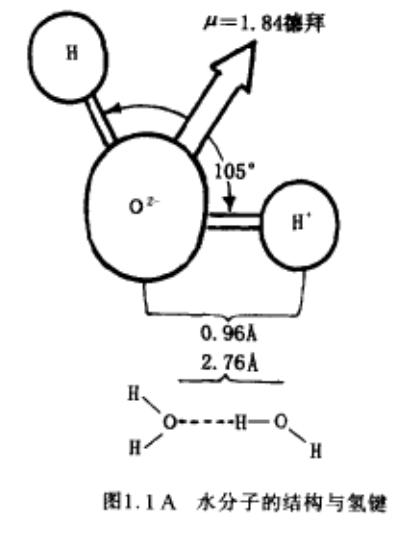 μ=1.84德拜
H
105°
O²⁻
H⁺
0.96Å
2.76Å
H
O----H—O
H
H
图1.1A 水分子的结构与氢键